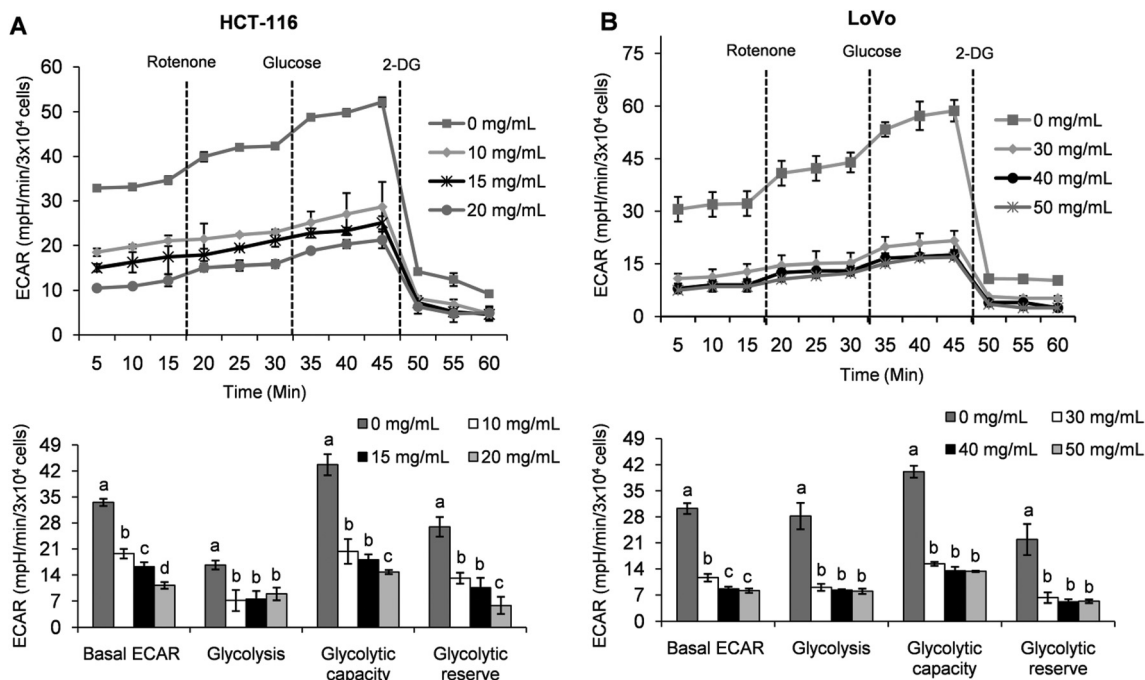 A
HCT-116
ECAR (mpH/min/3x10⁴ cells)
60
50
40
30
20
10
0
Rotenone
Glucose
2-DG
0 mg/mL
10 mg/mL
15 mg/mL
20 mg/mL
5 10 15 20 25 30 35 40 45 50 55 60
Time (Min)
B
LoVo
ECAR (mpH/min/3x10⁴ cells)
75
60
45
30
15
0
Rotenone
Glucose
2-DG
0 mg/mL
30 mg/mL
40 mg/mL
50 mg/mL
5 10 15 20 25 30 35 40 45 50 55 60
Time (Min)
ECAR (mpH/min/3x10⁴ cells)
49
42
35
28
21
14
7
0
0 mg/mL 10 mg/mL
15 mg/mL 20 mg/mL
a b c d
a b b b
a b b c
a b b c
Basal ECAR Glycolysis Glycolytic capacity Glycolytic reserve
ECAR (mpH/min/3x10⁴ cells)
49
42
35
28
21
14
7
0
0 mg/mL 30 mg/mL
40 mg/mL 50 mg/mL
a b c c
a b b b
a b b b
a b b b
Basal ECAR Glycolysis Glycolytic capacity Glycolytic reserve